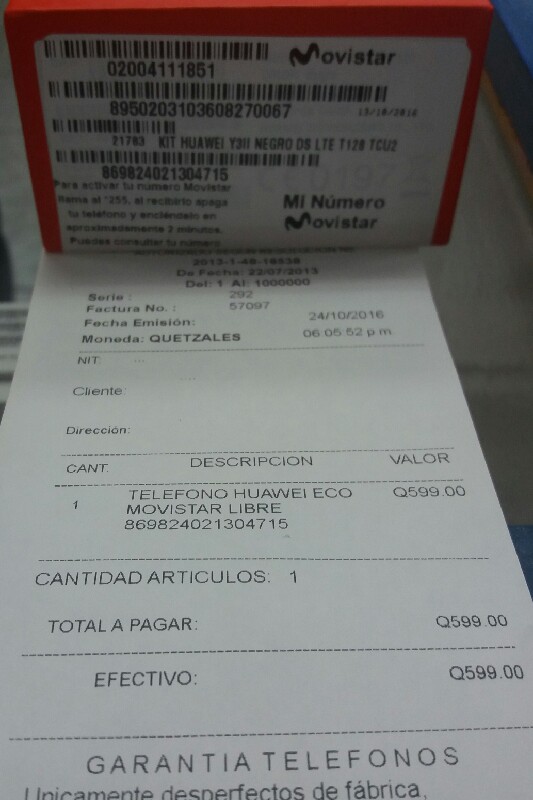 Movistar
02004111851
8950203103608270067
13/10/2016
21783 KIT HUAWEI Y3II NEGRO DS LTE T128 TCU2
869824021304715
Para activar tu número Movistar
llama al *255, al recibirlo apaga
tu teléfono y enciéndelo en
aproximadamente 2 minutos.
Puedes consultar tu número
CE0197
Mi Número
Movistar
2013-1-48-18538
De Fecha: 22/07/2013
Del: 1 Al: 1000000
Serie : 292
Factura No. : 57097
Fecha Emisión: 24/10/2016
Moneda: QUETZALES 06:05:52 p.m.
NIT:
Cliente:
Dirección:
CANT. DESCRIPCION VALOR
1 TELEFONO HUAWEI ECO Q599.00
MOVISTAR LIBRE
869824021304715
CANTIDAD ARTICULOS: 1
TOTAL A PAGAR: Q599.00
EFECTIVO: Q599.00
GARANTIA TELEFONOS
Unicamente desperfectos de fábrica,